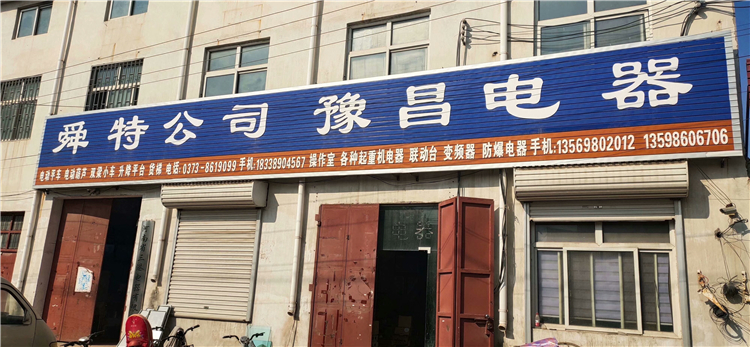 舜特公司 豫昌电器
电动平车 电动葫芦 双梁小车 升降平台 货梯 电话:0373-8619099 手机:18338904567 操作室 各种起重机电器 联动台 变频器 防爆电器 手机:13569802012 13598606706
电器